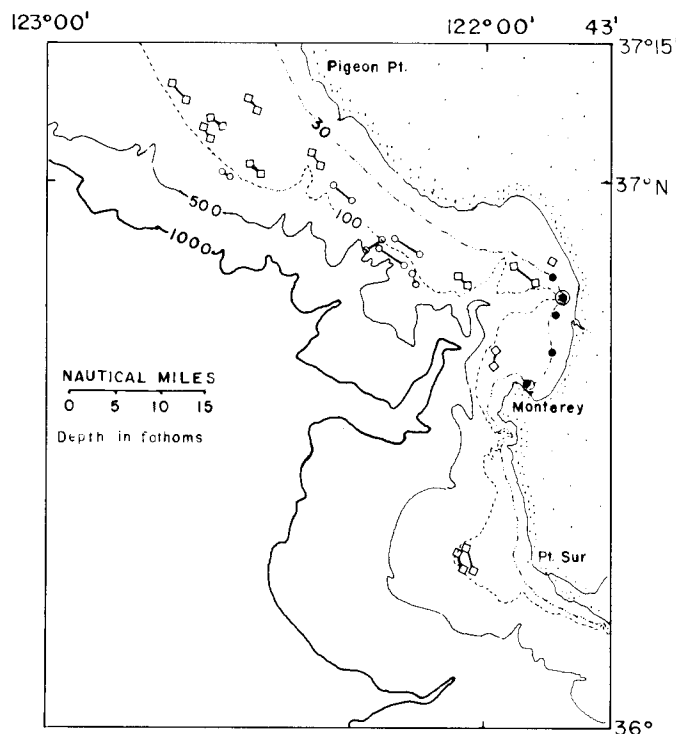 123°00' 122°00' 43'
37°15'
Pigeon Pt.
30
37°N
500
100
1000
NAUTICAL MILES
0 5 10 15
Monterey
Depth in fathoms
Pt. Sur
36°